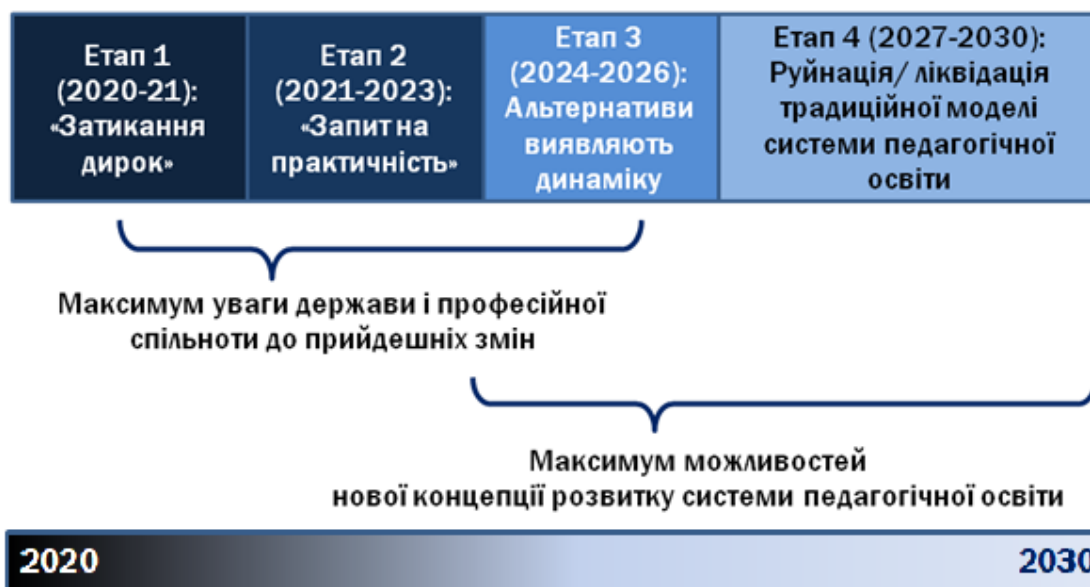 Етап 1
(2020-21):
«Затикання
дирок»
Етап 2
(2021-2023):
«Запит на
практичність»
Етап 3
(2024-2026):
Альтернативи
виявляють
динаміку
Етап 4 (2027-2030):
Руйнація/ ліквідація
традиційної моделі
системи педагогічної
освіти
Максимум уваги держави і професійної
спільноти до прийдешніх змін
Максимум можливостей
нової концепції розвитку системи педагогічної освіти
2020
2030